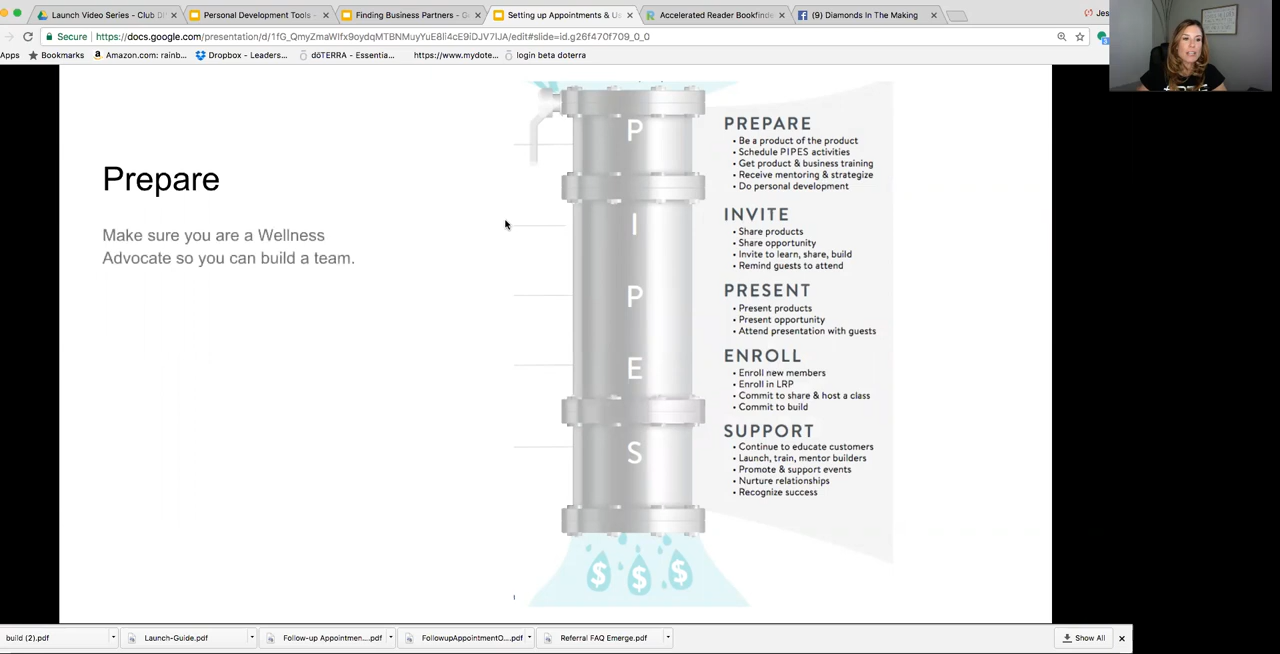 Launch Video Series - Club Di
Personal Development Tools -
Finding Business Partners - G
Setting up Appointments & Us
Accelerated Reader Bookfinde
(9) Diamonds In The Making
Jes
Secure
https://docs.google.com/presentation/d/1fG_QmyZmaWlfx9oydqMTBNMuyYuE8li4cE9iDJV7IJA/edit#slide=id.g26f470f709_0_0
Apps
Bookmarks
Amazon.com: rainb...
Dropbox - Leaders...
dōTERRA - Essentia...
https://www.mydote...
login beta doterra
Prepare
Make sure you are a Wellness
Advocate so you can build a team.
P
I
P
E
S
PREPARE
• Be a product of the product
• Schedule PIPES activities
• Get product & business training
• Receive mentoring & strategize
• Do personal development
INVITE
• Share products
• Share opportunity
• Invite to learn, share, build
• Remind guests to attend
PRESENT
• Present products
• Present opportunity
• Attend presentation with guests
ENROLL
• Enroll new members
• Enroll in LRP
• Commit to share & host a class
• Commit to build
SUPPORT
• Continue to educate customers
• Launch, train, mentor builders
• Promote & support events
• Nurture relationships
• Recognize success
$ $ $
build (2).pdf
Launch-Guide.pdf
Follow-up Appointmen....pdf
FollowupAppointmentO....pdf
Referral FAQ Emerge.pdf
Show All